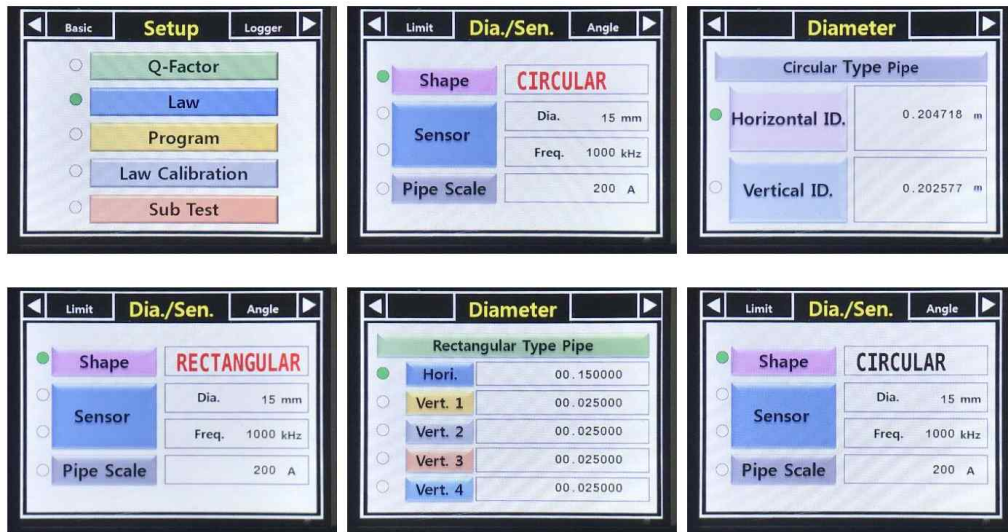 Basic Setup Logger
Q-Factor
Law
Program
Law Calibration
Sub Test
Limit Dia./Sen. Angle
Shape CIRCULAR
Sensor
Dia. 15 mm
Freq. 1000 kHz
Pipe Scale 200 A
Diameter
Circular Type Pipe
Horizontal ID. 0.204718 m
Vertical ID. 0.202577 m
Limit Dia./Sen. Angle
Shape RECTANGULAR
Sensor
Dia. 15 mm
Freq. 1000 kHz
Pipe Scale 200 A
Diameter
Rectangular Type Pipe
Hori. 00.150000
Vert. 1 00.025000
Vert. 2 00.025000
Vert. 3 00.025000
Vert. 4 00.025000
Limit Dia./Sen. Angle
Shape CIRCULAR
Sensor
Dia. 15 mm
Freq. 1000 kHz
Pipe Scale 200 A